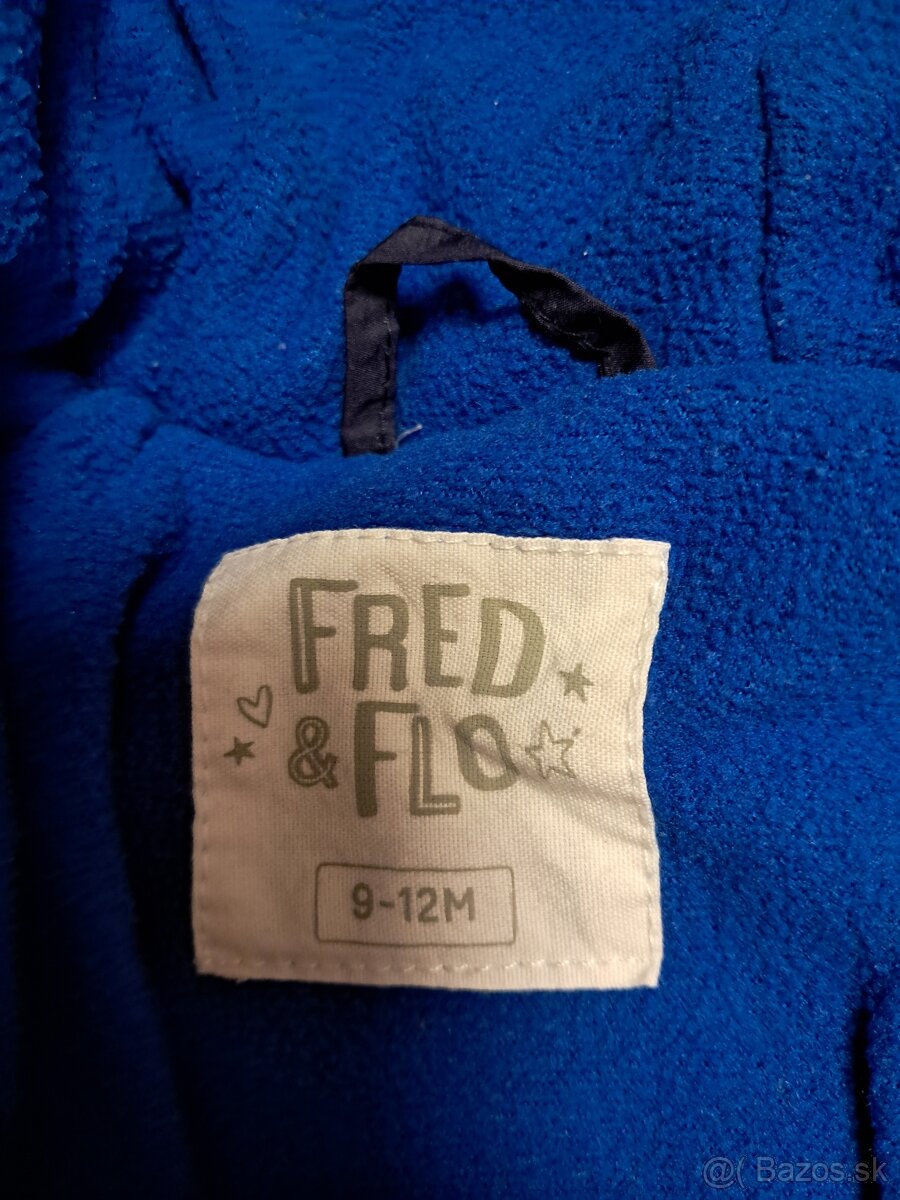 FRED
& FLO
9-12M
@( Bazos.sk